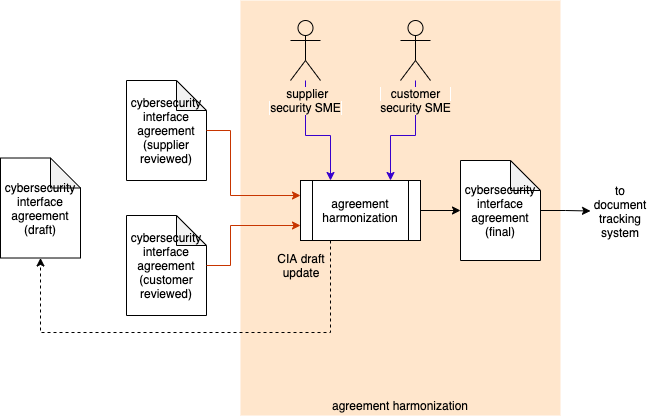 supplier
security SME
customer
security SME
cybersecurity
interface
agreement
(supplier
reviewed)
cybersecurity
interface
agreement
(draft)
cybersecurity
interface
agreement
(customer
reviewed)
agreement
harmonization
cybersecurity
interface
agreement
(final)
to
document
tracking
system
CIA draft
update
agreement harmonization